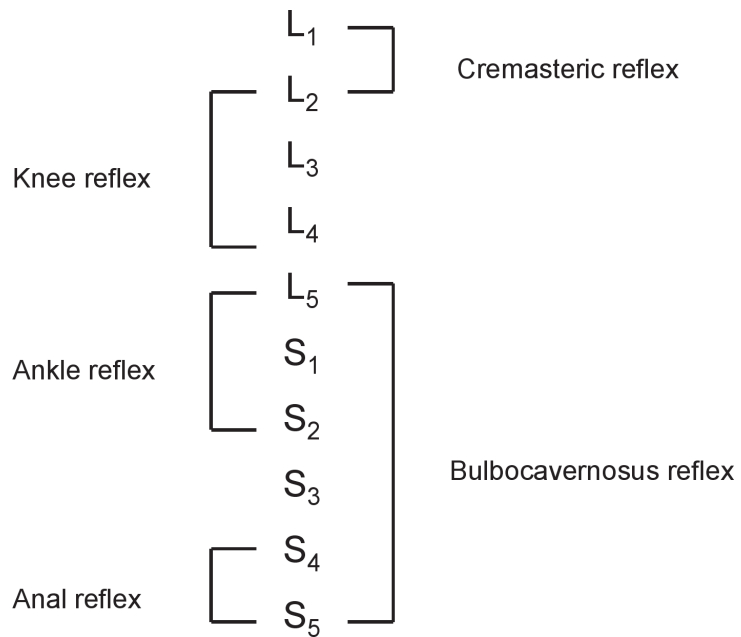 L1
Cremasteric reflex
L2
L3
Knee reflex
L4
L5
S1
Ankle reflex
S2
Bulbocavernosus reflex
S3
S4
Anal reflex
S5